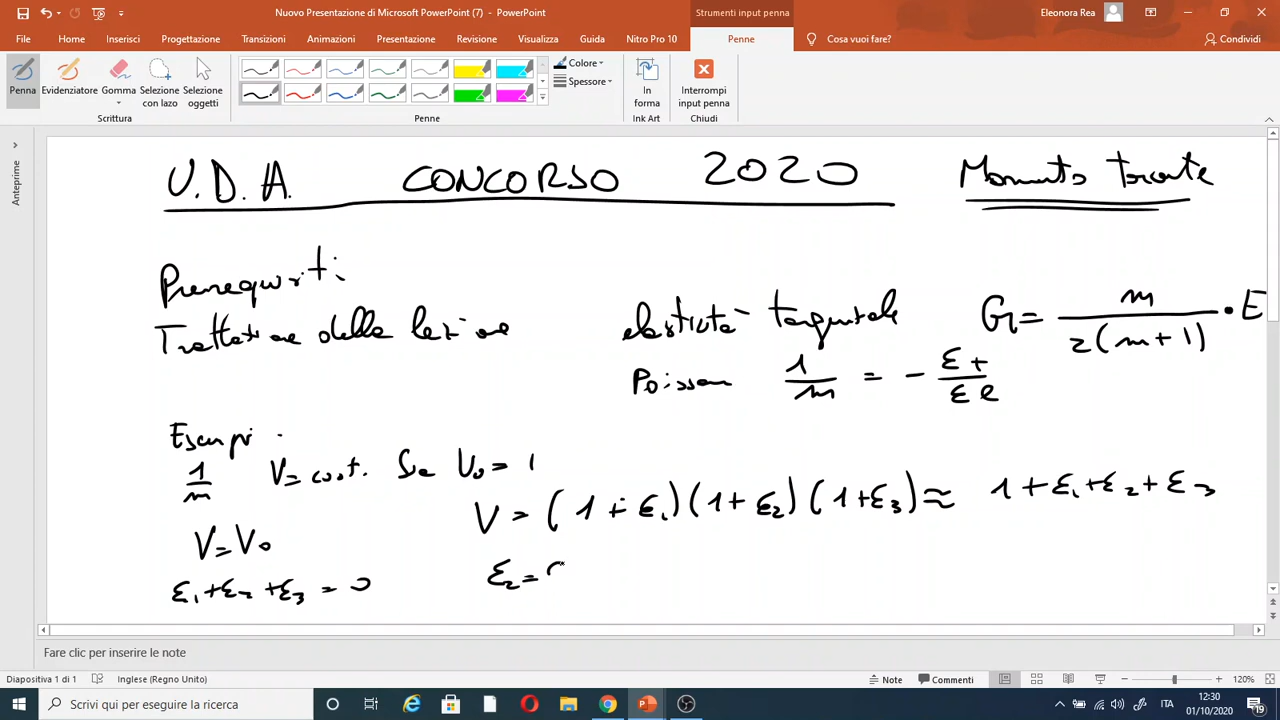 Nuovo Presentazione di Microsoft PowerPoint (7) - PowerPoint
Strumenti input penna
Eleonora Rea
File Home Inserisci Progettazione Transizioni Animazioni Presentazione Revisione Visualizza Guida Nitro Pro 10 Penne Cosa vuoi fare? Condividi
Penna Evidenziatore Gomma Selezione con lazo Selezione oggetti
Colore
Spessore
In forma
Interrompi input penna
Scrittura Penne Ink Art Chiudi
Anteprime
U.D.A. CONCORSO 2020 Momento torcente
Prerequisiti
Trattazione della lezione
elasticità tangenziale G = m / 2(m+1) · E
Poisson 1/m = - εt/εl
Esempi:
1/m V=cost. Se V₀ = 1
V = (1+ε₁)(1+ε₂)(1+ε₃) ≈ 1+ε₁+ε₂+ε₃
V=V₀
ε₁+ε₂+ε₃ = 0
ε₂=
Fare clic per inserire le note
Diapositiva 1 di 1 Inglese (Regno Unito) Note Commenti 120%
Scrivi qui per eseguire la ricerca
12:30
01/10/2020
19